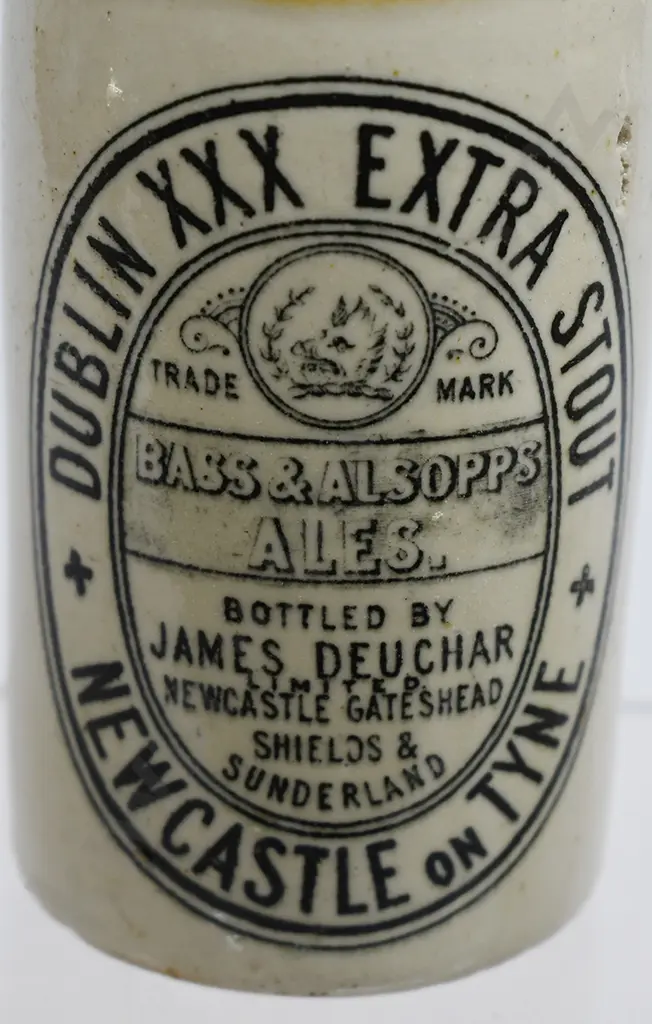 DUBLIN XXX EXTRA STOUT
TRADE MARK
BASS & ALSOPPS
ALES.
BOTTLED BY
JAMES DEUCHAR
LIMITED.
NEWCASTLE GATESHEAD
SHIELDS &
SUNDERLAND
NEWCASTLE ON TYNE